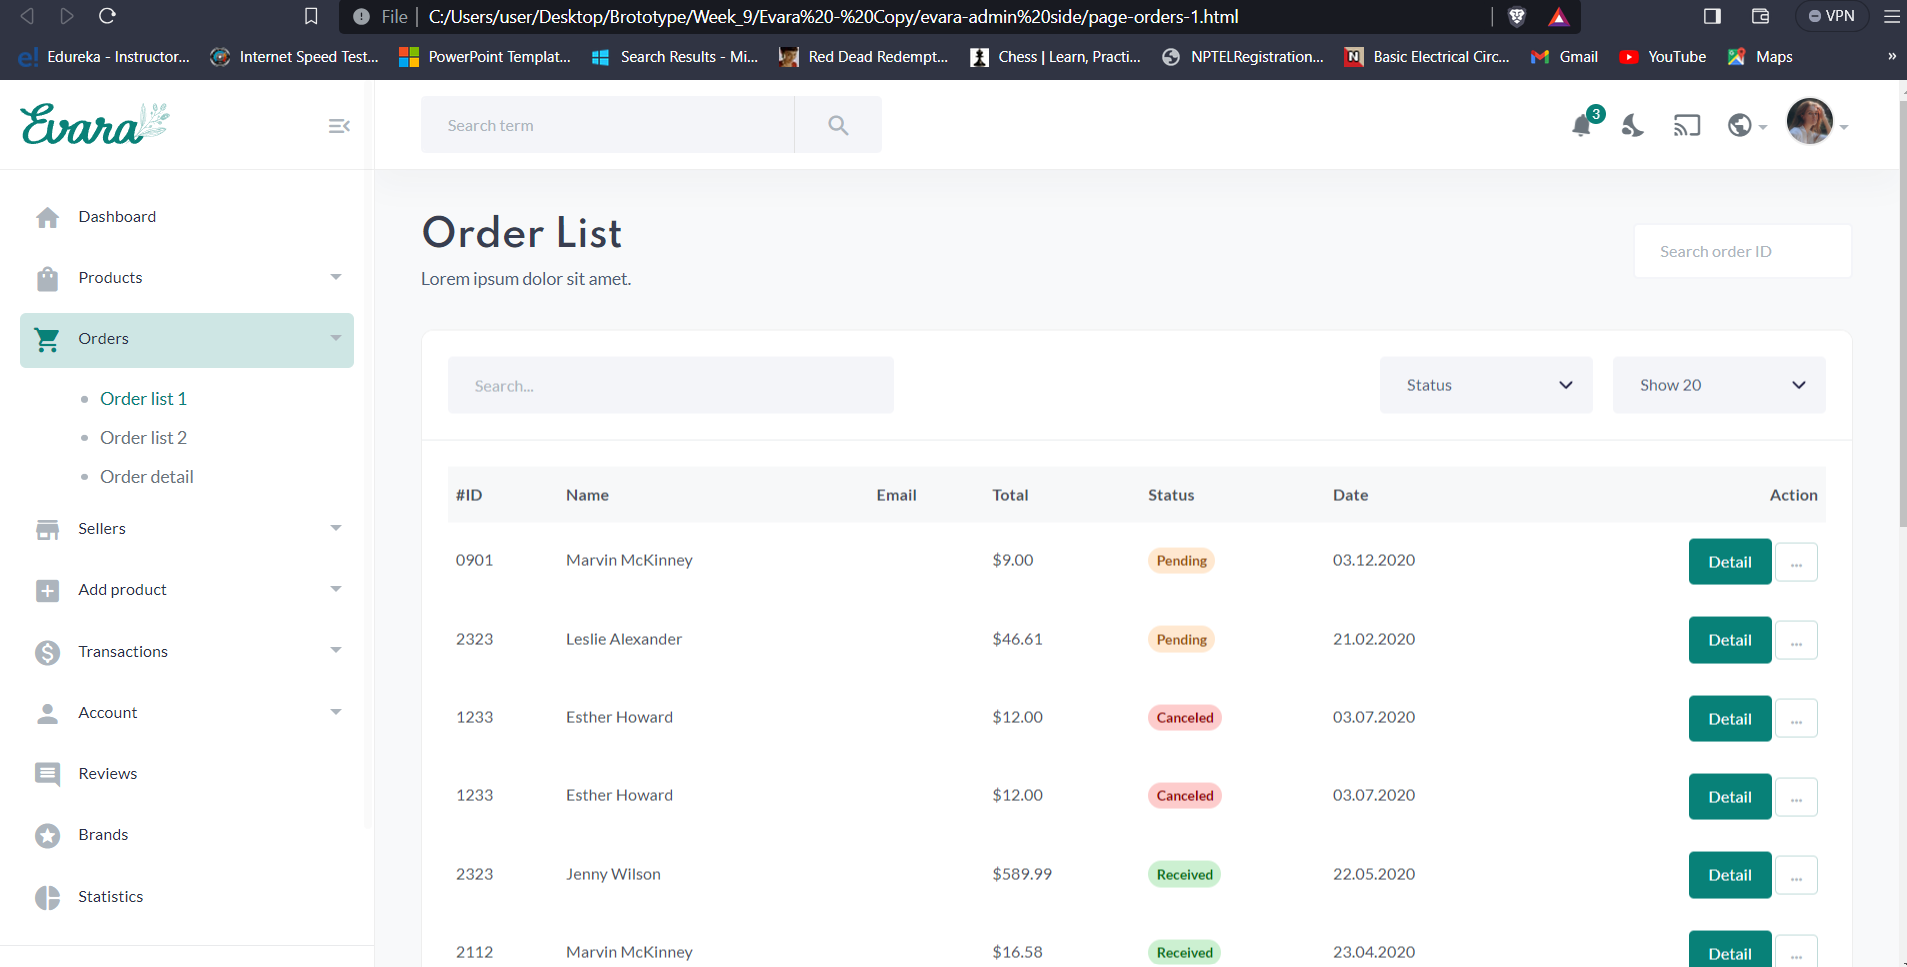 File C:/Users/user/Desktop/Brototype/Week_9/Evara%20-%20Copy/evara-admin%20side/page-orders-1.html
VPN
e! Edureka - Instructor...
Internet Speed Test...
PowerPoint Templat...
Search Results - Mi...
Red Dead Redempt...
Chess | Learn, Practi...
NPTELRegistration...
N Basic Electrical Circ...
Gmail
YouTube
Maps
»
Evara
Search term
3
Dashboard
Products
Orders
Order list 1
Order list 2
Order detail
Sellers
Add product
Transactions
Account
Reviews
Brands
Statistics
Order List
Lorem ipsum dolor sit amet.
Search order ID
Search...
Status
Show 20
#ID Name Email Total Status Date Action
0901 Marvin McKinney $9.00 Pending 03.12.2020 Detail ...
2323 Leslie Alexander $46.61 Pending 21.02.2020 Detail ...
1233 Esther Howard $12.00 Canceled 03.07.2020 Detail ...
1233 Esther Howard $12.00 Canceled 03.07.2020 Detail ...
2323 Jenny Wilson $589.99 Received 22.05.2020 Detail ...
2112 Marvin McKinney $16.58 Received 23.04.2020 Detail ...